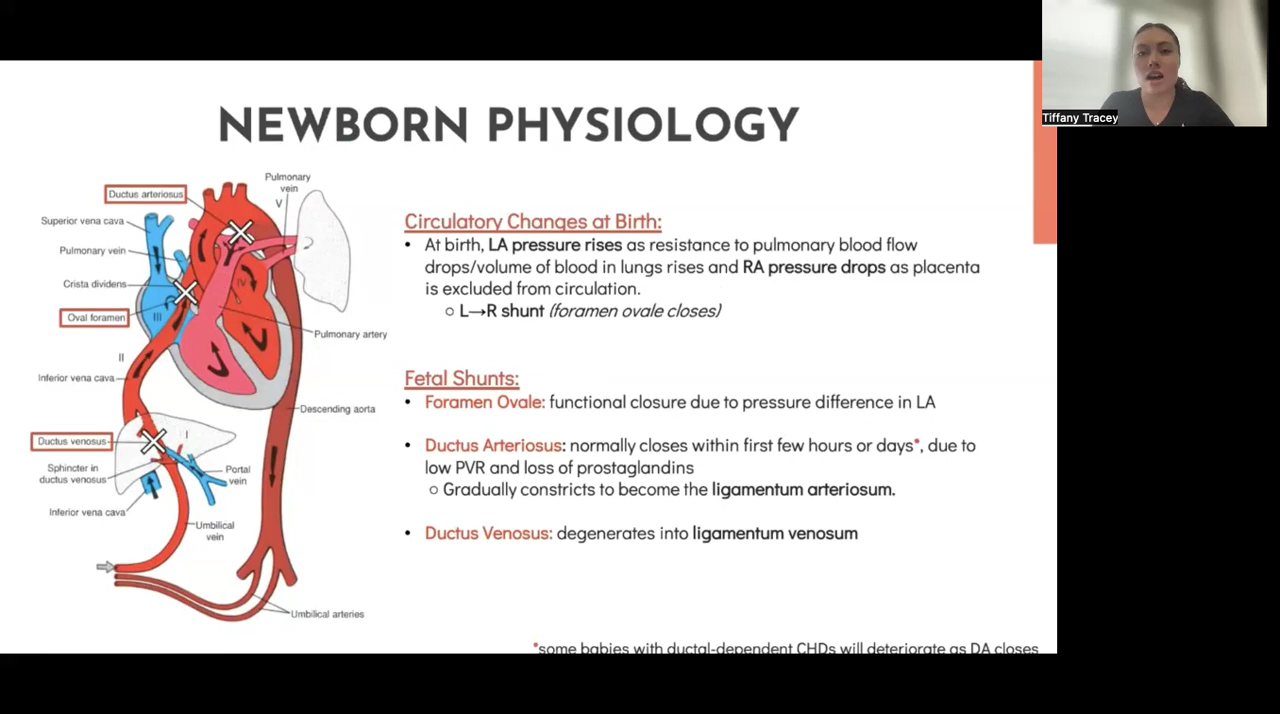 Tiffany Tracey
NEWBORN PHYSIOLOGY
Pulmonary
vein
V
Ductus arteriosus
Superior vena cava
Pulmonary vein
Crista dividens
Oval foramen
III
IV
Pulmonary artery
II
Inferior vena cava
Descending aorta
I
Ductus venosus
Sphincter in
ductus venosus
Portal
vein
Inferior vena cava
Umbilical
vein
Umbilical arteries
Circulatory Changes at Birth:
• At birth, LA pressure rises as resistance to pulmonary blood flow
drops/volume of blood in lungs rises and RA pressure drops as placenta
is excluded from circulation.
○ L→R shunt (foramen ovale closes)
Fetal Shunts:
• Foramen Ovale: functional closure due to pressure difference in LA
• Ductus Arteriosus: normally closes within first few hours or days*, due to
low PVR and loss of prostaglandins
○ Gradually constricts to become the ligamentum arteriosum.
• Ductus Venosus: degenerates into ligamentum venosum
*some babies with ductal-dependent CHDs will deteriorate as DA closes